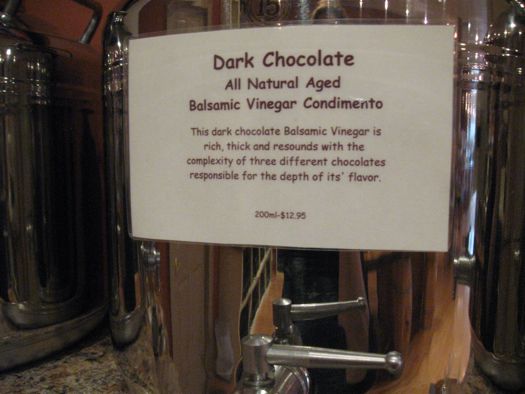 Dark Chocolate
All Natural Aged
Balsamic Vinegar Condimento
This dark chocolate Balsamic Vinegar is
rich, thick and resounds with the
complexity of three different chocolates
responsible for the depth of its' flavor.
200ml-$12.95
15